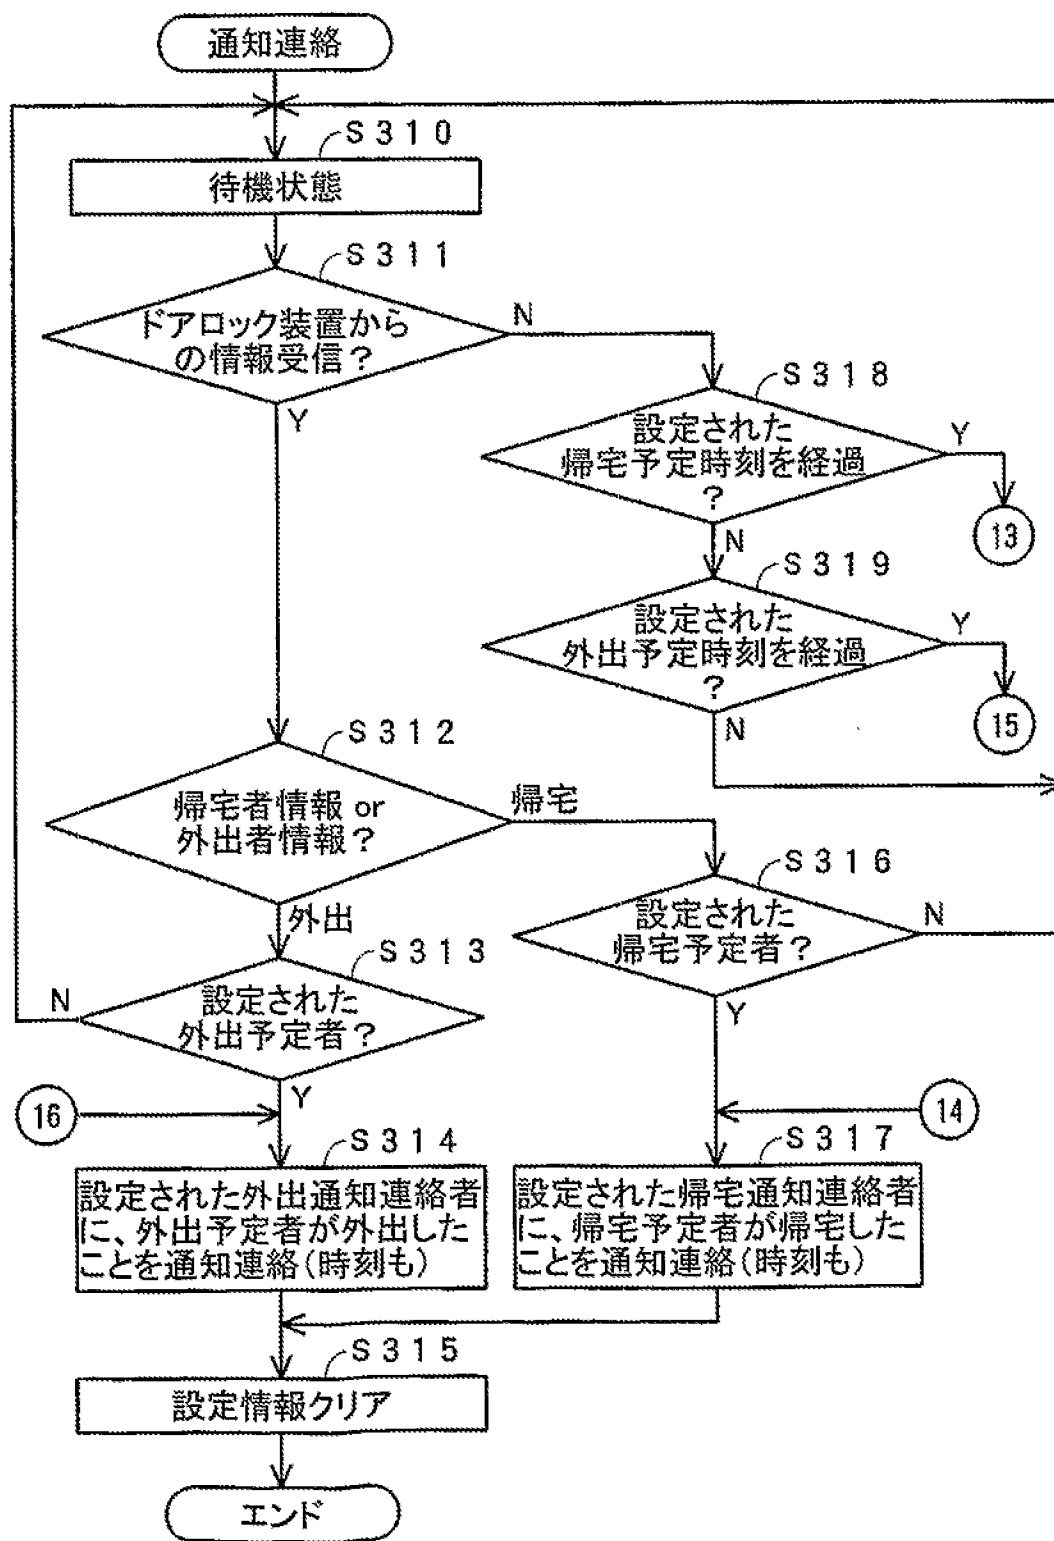 通知連絡
S310
待機状態
S311
ドアロック装置から
の情報受信？
N
Y
S318
設定された
帰宅予定時刻を経過
？
Y
13
N
S319
設定された
外出予定時刻を経過
？
Y
15
N
S312
帰宅者情報 or
外出者情報？
帰宅
外出
S316
設定された
帰宅予定者？
N
Y
S313
設定された
外出予定者？
N
Y
16
14
S314
設定された外出通知連絡者
に、外出予定者が外出した
ことを通知連絡（時刻も）
S317
設定された帰宅通知連絡者
に、帰宅予定者が帰宅した
ことを通知連絡（時刻も）
S315
設定情報クリア
エンド